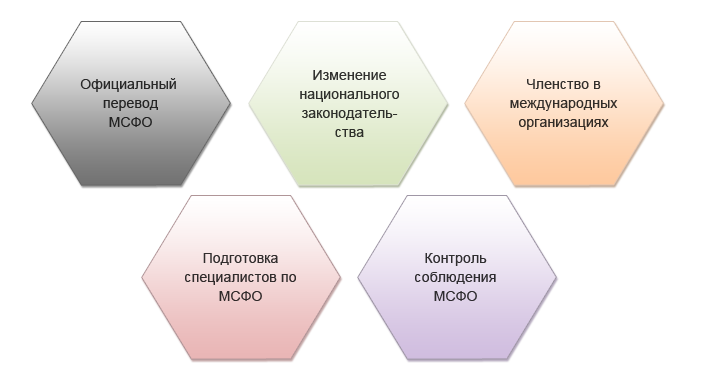 Официальный
перевод
МСФО
Изменение
национального
законодатель-
ства
Членство в
международных
организациях
Подготовка
специалистов по
МСФО
Контроль
соблюдения
МСФО